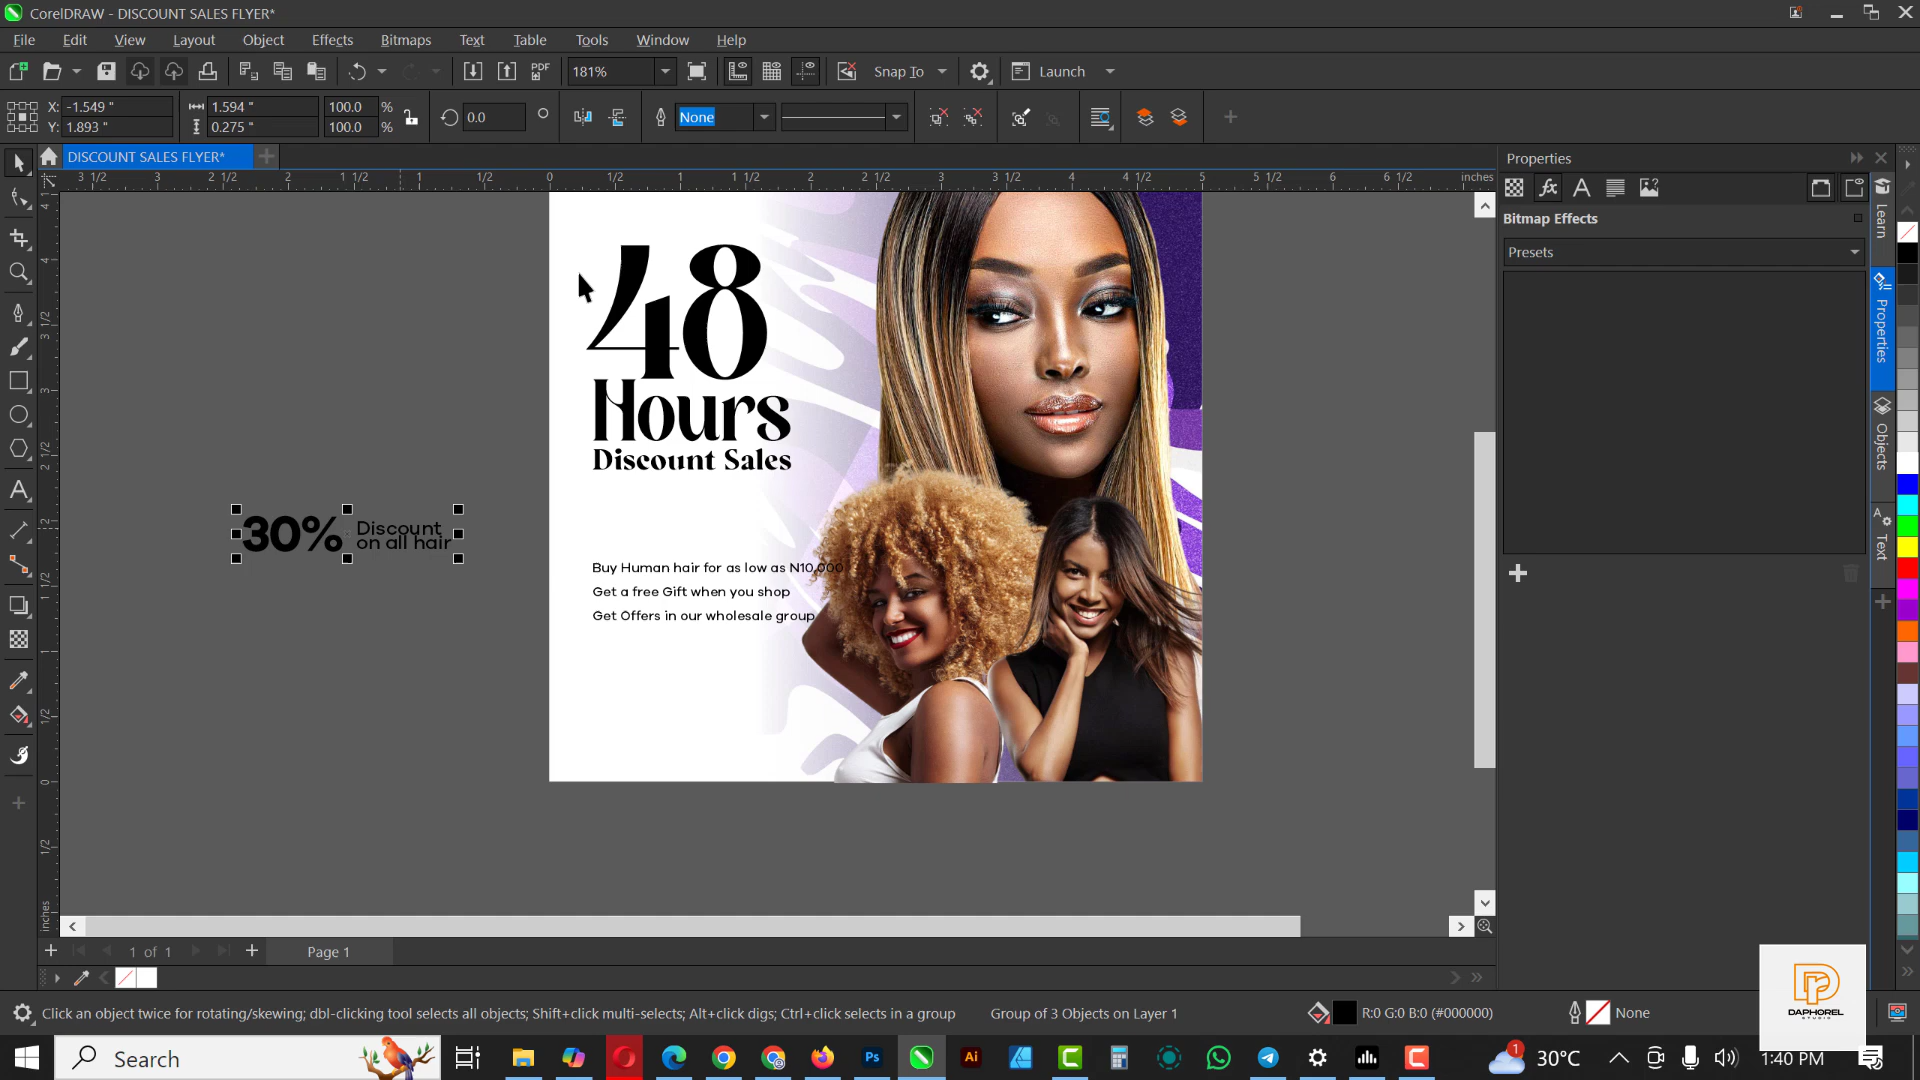 CorelDRAW - DISCOUNT SALES FLYER*
File Edit View Layout Object Effects Bitmaps Text Table Tools Window Help
PDF 181% Snap To Launch
X: -1.549 " 1.594 " 100.0 % 0.0 None
Y: 1.893 " 0.275 " 100.0 %
DISCOUNT SALES FLYER*
Properties
3 1/2 3 2 1/2 2 1 1/2 1 1/2 0 1/2 1 1 1/2 2 2 1/2 3 3 1/2 4 4 1/2 5 5 1/2 6 6 1/2 inches
Bitmap Effects
Presets
Learn
Properties
Objects
Text
48
Hours
Discount Sales
30% Discount
on all hair
Buy Human hair for as low as N10,000
Get a free Gift when you shop
Get Offers in our wholesale group
inches
1 of 1 Page 1
Click an object twice for rotating/skewing; dbl-clicking tool selects all objects; Shift+click multi-selects; Alt+click digs; Ctrl+click selects in a group Group of 3 Objects on Layer 1 R:0 G:0 B:0 (#000000) None
DAPHOREL
STUDIO
Search Ps Ai 1 30°C 1:40 PM